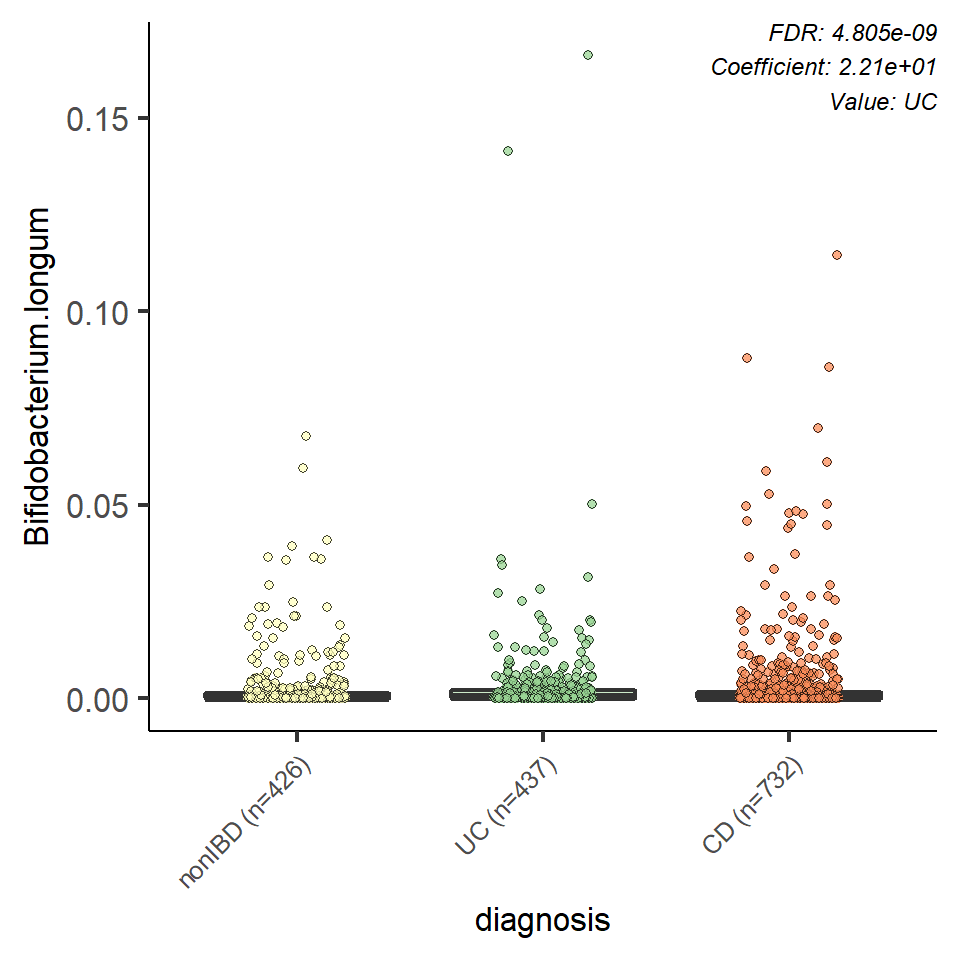 FDR: 4.805e-09
Coefficient: 2.21e+01
Value: UC
Bifidobacterium.longum
0.15
0.10
0.05
0.00
nonIBD (n=426)
UC (n=437)
CD (n=732)
diagnosis